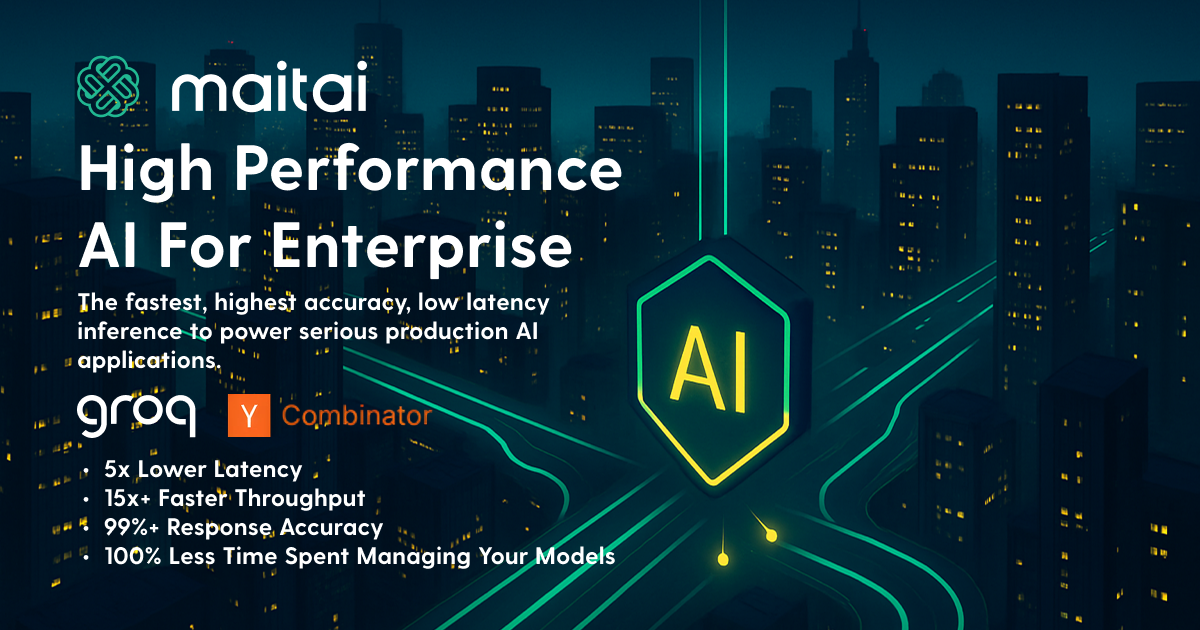 maitai
High Performance
AI For Enterprise
The fastest, highest accuracy, low latency
inference to power serious production AI
applications.
groq Y Combinator
• 5x Lower Latency
• 15x+ Faster Throughput
• 99%+ Response Accuracy
• 100% Less Time Spent Managing Your Models
AI